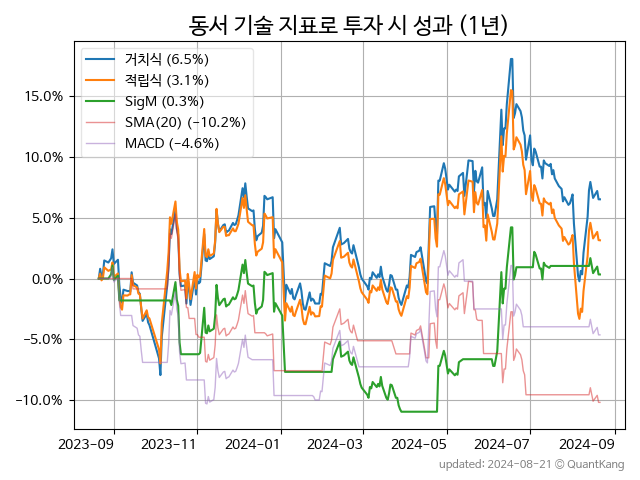 동서 기술 지표로 투자 시 성과 (1년)
거치식 (6.5%)
적립식 (3.1%)
SigM (0.3%)
SMA(20) (−10.2%)
MACD (−4.6%)
15.0%
10.0%
5.0%
0.0%
−5.0%
−10.0%
2023-09 2023-11 2024-01 2024-03 2024-05 2024-07 2024-09
updated: 2024-08-21 © QuantKang